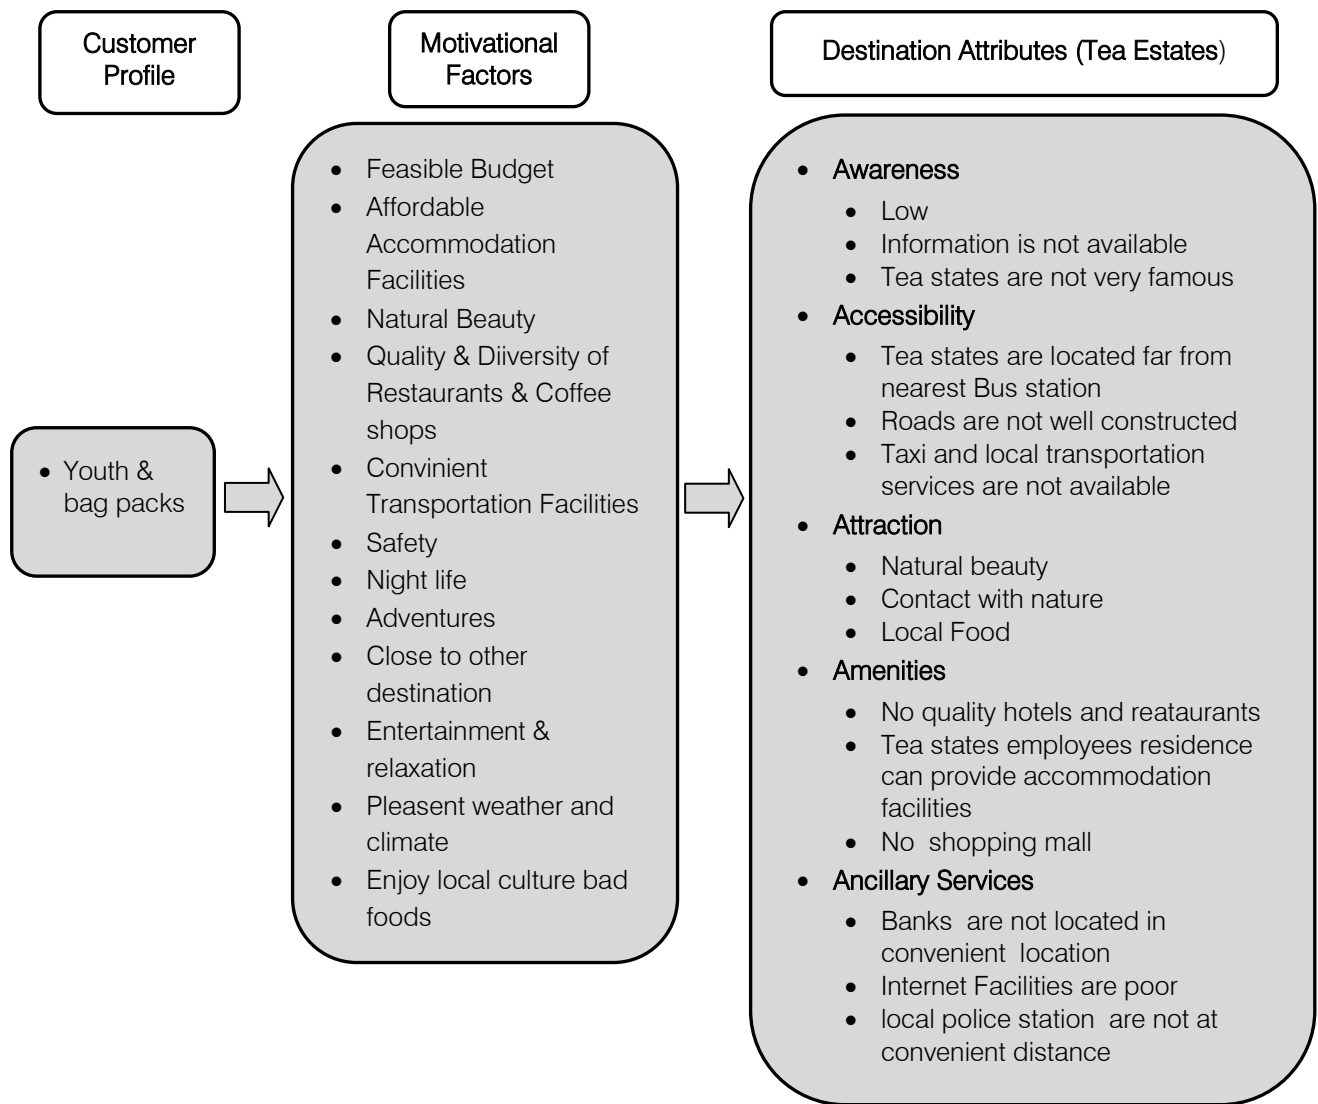 Customer
Profile
Motivational
Factors
Destination Attributes (Tea Estates)
• Youth &
bag packs
• Feasible Budget
• Affordable
Accommodation
Facilities
• Natural Beauty
• Quality & Diiversity of
Restaurants & Coffee
shops
• Convinient
Transportation Facilities
• Safety
• Night life
• Adventures
• Close to other
destination
• Entertainment &
relaxation
• Pleasent weather and
climate
• Enjoy local culture bad
foods
• Awareness
• Low
• Information is not available
• Tea states are not very famous
• Accessibility
• Tea states are located far from
nearest Bus station
• Roads are not well constructed
• Taxi and local transportation
services are not available
• Attraction
• Natural beauty
• Contact with nature
• Local Food
• Amenities
• No quality hotels and reataurants
• Tea states employees residence
can provide accommodation
facilities
• No shopping mall
• Ancillary Services
• Banks are not located in
convenient location
• Internet Facilities are poor
• local police station are not at
convenient distance